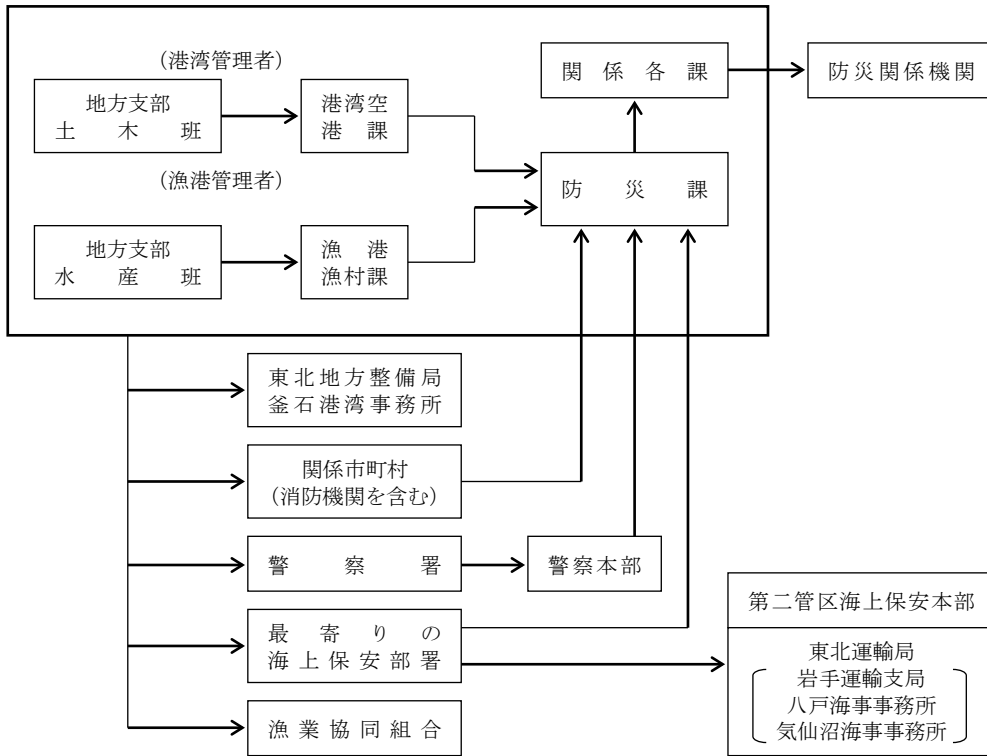 (港湾管理者)
地方支部
土木班
港湾空
港課
関係各課
防災関係機関
(漁港管理者)
防災課
地方支部
水産班
漁港
漁村課
東北地方整備局
釜石港湾事務所
関係市町村
(消防機関を含む)
警察署
警察本部
最寄りの
海上保安部署
漁業協同組合
第二管区海上保安本部
東北運輸局
岩手運輸支局
八戸海事事務所
気仙沼海事事務所